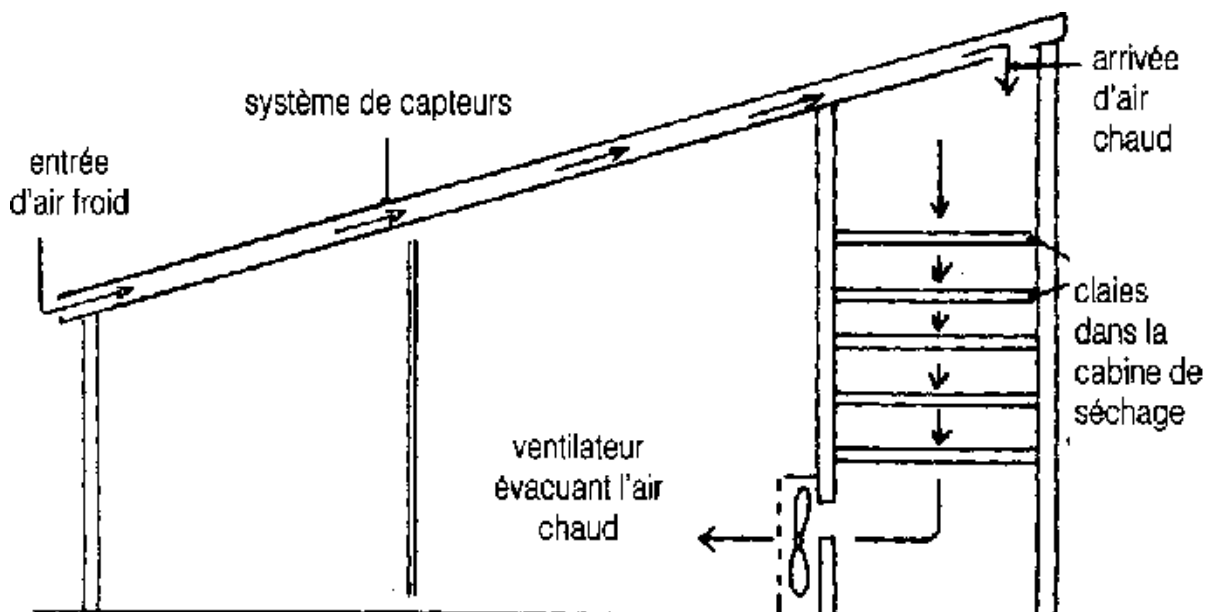 système de capteurs
entrée
d'air froid
arrivée
d'air
chaud
claies
dans la
cabine de
séchage
ventilateur
évacuant l'air
chaud